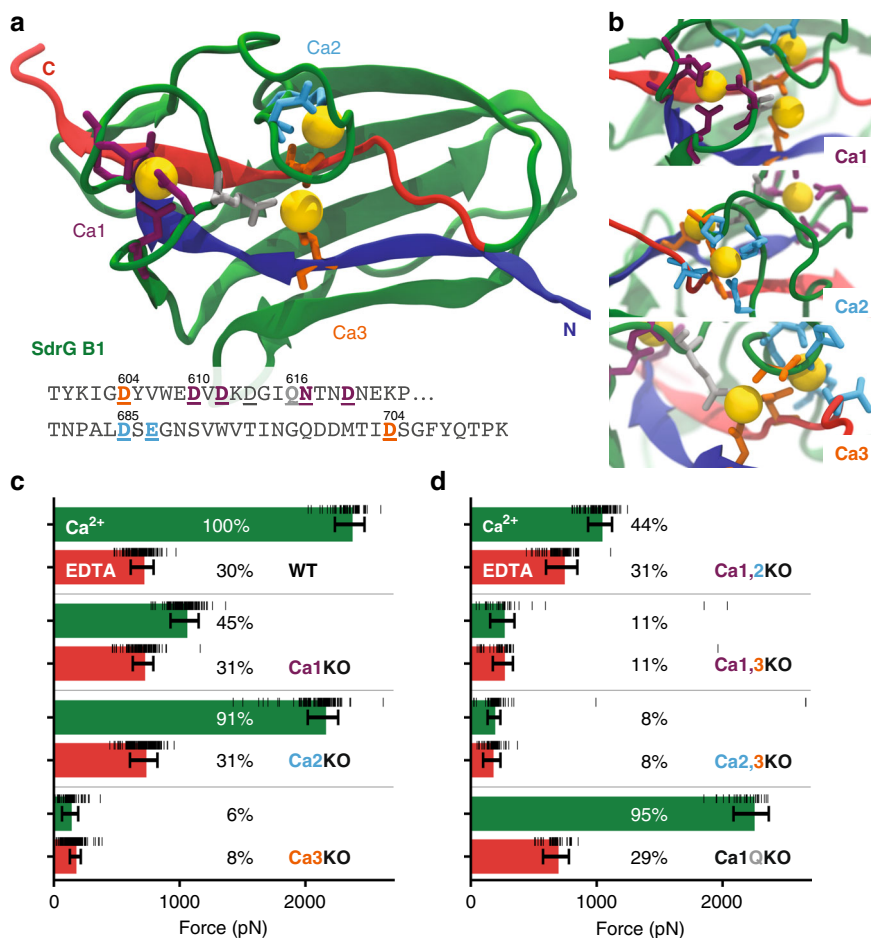 a
Ca2
C
Ca1
Ca3
N
SdrG B1
604 610 616
TYKIGDYVWEDVDKDGIQNTNDNEKP...
685 704
TNPALDSEGNSVWVTINGQDDMTIDSGFYQTPK
b
Ca1
Ca2
Ca3
c
Ca2+ 100%
EDTA 30% WT
45%
31% Ca1KO
91%
31% Ca2KO
6%
8% Ca3KO
0 1000 2000
Force (pN)
d
Ca2+ 44%
EDTA 31% Ca1,2KO
11%
11% Ca1,3KO
8%
8% Ca2,3KO
95%
29% Ca1QKO
0 1000 2000
Force (pN)